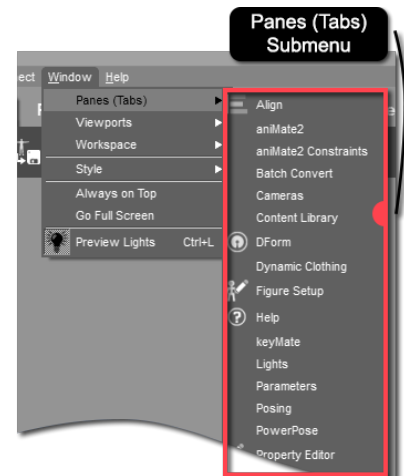 Panes (Tabs)
Submenu
ect Window Help
Panes (Tabs)
Viewports
Workspace
Style
Always on Top
Go Full Screen
Preview Lights Ctrl+L
Align
aniMate2
aniMate2 Constraints
Batch Convert
Cameras
Content Library
DForm
Dynamic Clothing
Figure Setup
Help
keyMate
Lights
Parameters
Posing
PowerPose
Property Editor